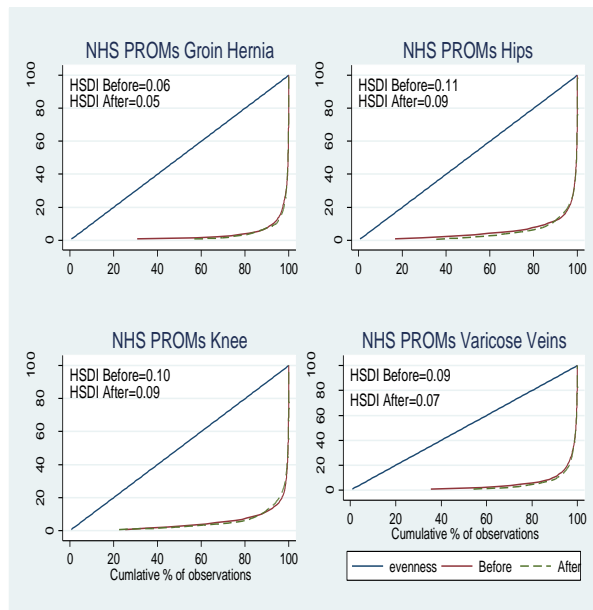 NHS PROMs Groin Hernia
HSDI Before=0.06
HSDI After=0.05
100
80
60
40
20
0
0 20 40 60 80 100
NHS PROMs Hips
HSDI Before=0.11
HSDI After=0.09
100
80
60
40
20
0
0 20 40 60 80 100
NHS PROMs Knee
HSDI Before=0.10
HSDI After=0.09
100
80
60
40
20
0
0 20 40 60 80 100
Cumulative % of observations
NHS PROMs Varicose Veins
HSDI Before=0.09
HSDI After=0.07
100
80
60
40
20
0
0 20 40 60 80 100
Cumulative % of observations
evenness Before After